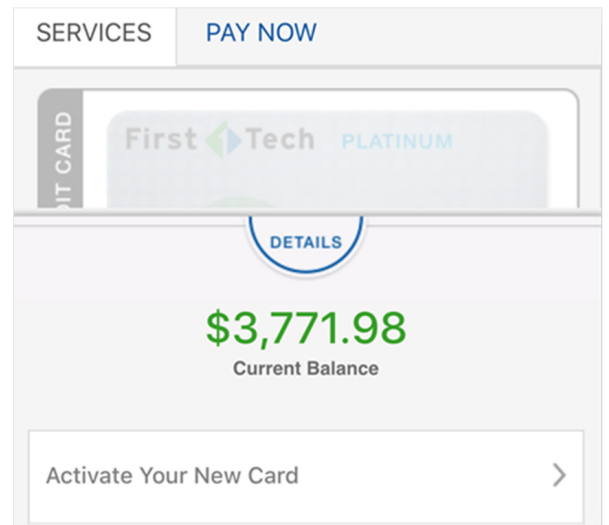 SERVICES PAY NOW
First Tech PLATINUM
DIT CARD
DETAILS
$3,771.98
Current Balance
Activate Your New Card